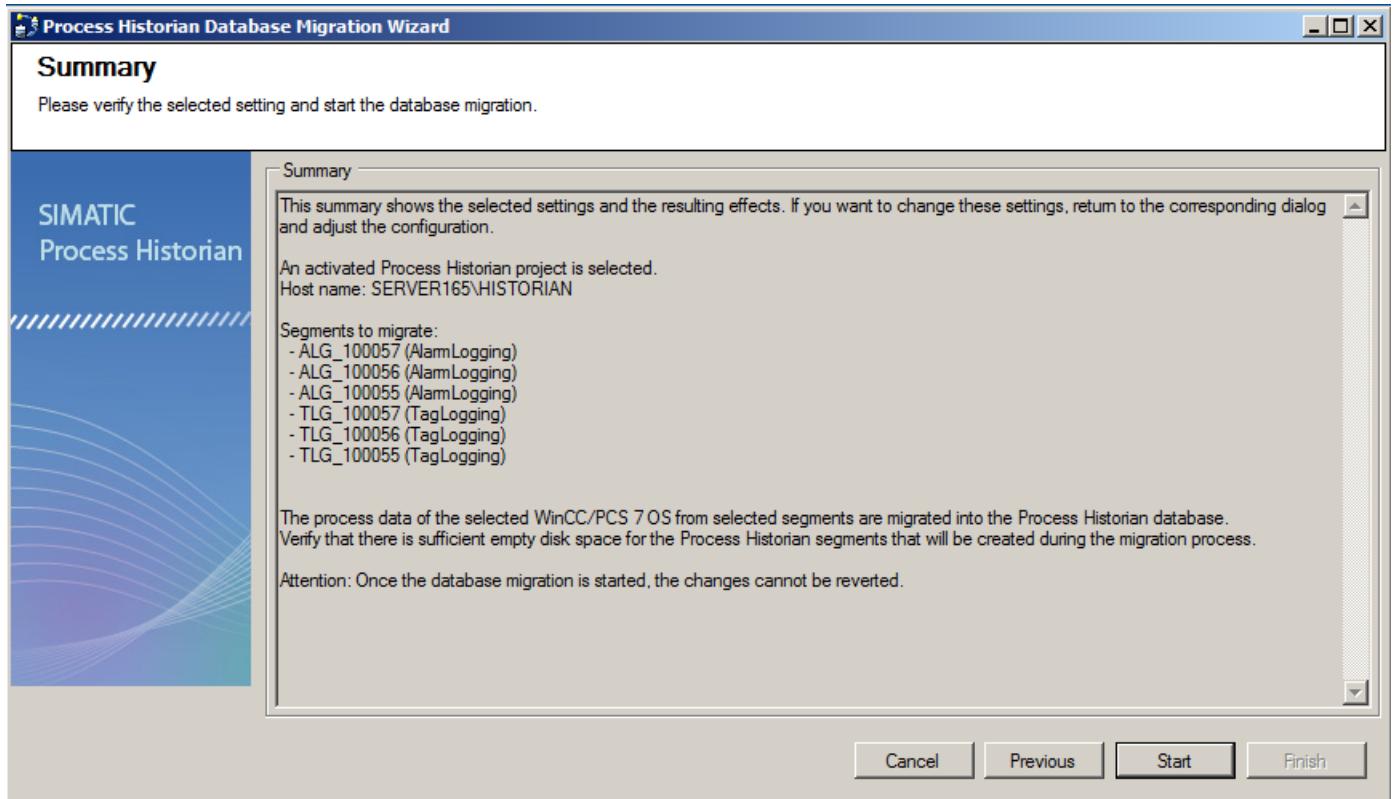 Process Historian Database Migration Wizard
Summary
Please verify the selected setting and start the database migration.
SIMATIC
Process Historian
Summary
This summary shows the selected settings and the resulting effects. If you want to change these settings, return to the corresponding dialog
and adjust the configuration.
An activated Process Historian project is selected.
Host name: SERVER165\HISTORIAN
Segments to migrate:
- ALG_100057 (AlarmLogging)
- ALG_100056 (AlarmLogging)
- ALG_100055 (AlarmLogging)
- TLG_100057 (TagLogging)
- TLG_100056 (TagLogging)
- TLG_100055 (TagLogging)
The process data of the selected WinCC/PCS 7 OS from selected segments are migrated into the Process Historian database.
Verify that there is sufficient empty disk space for the Process Historian segments that will be created during the migration process.
Attention: Once the database migration is started, the changes cannot be reverted.
Cancel Previous Start Finish